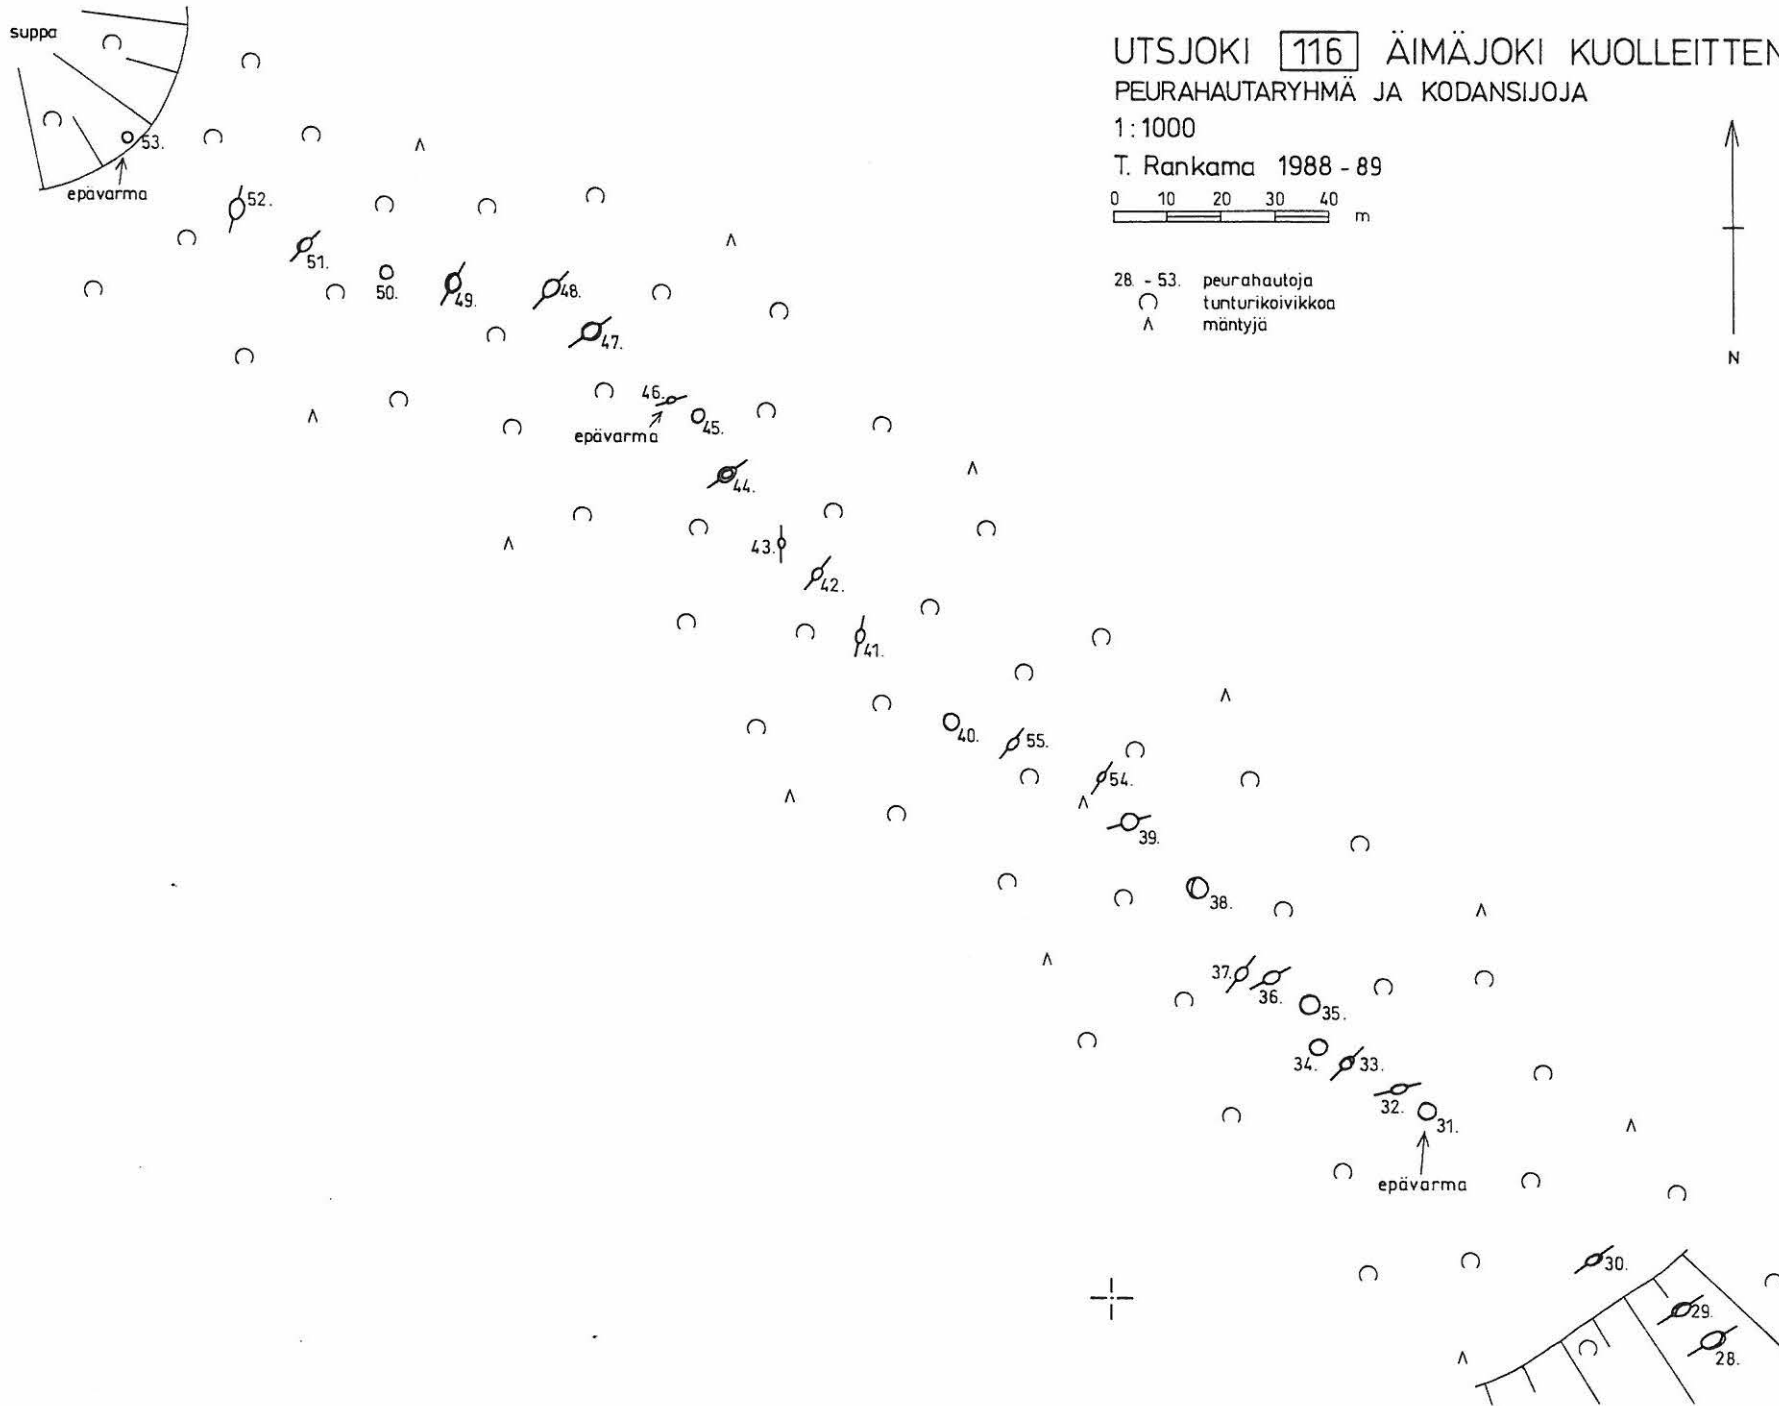 UTSJOKI 116 ÄIMÄJOKI KUOLLEITTEN
PEURAHAUTARYHMÄ JA KODANSIJOJA
1:1000
T. Rankama 1988-89
0 10 20 30 40 m
28. - 53. peurahautoja
tunturikoivikkoa
mäntyjä
N
suppa
53.
epävarma
52.
51.
50.
49.
48.
47.
46.
epävarma
45.
44.
43.
42.
41.
40.
55.
54.
39.
38.
37.
36.
35.
34.
33.
32.
31.
epävarma
30.
29.
28.